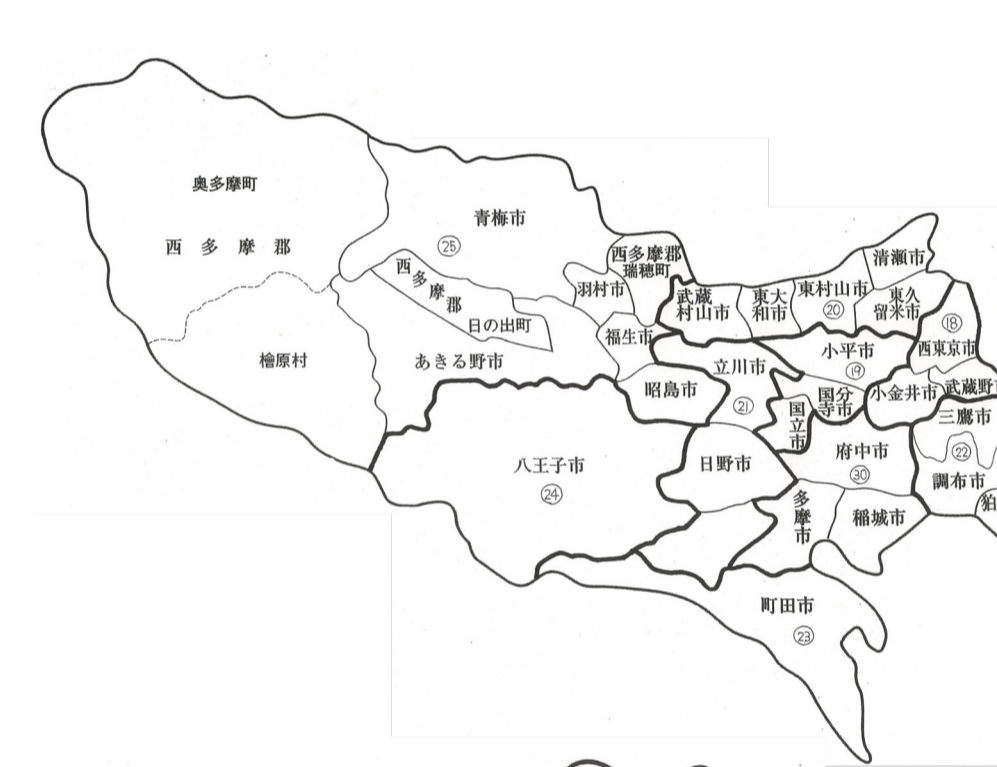 奥多摩町
西多摩郡
檜原村
青梅市
㉕
西多摩郡
日の出町
あきる野市
羽村市
西多摩郡
瑞穂町
福生市
武蔵
村山市
東大
和市
東村山市
⑳
清瀬市
東久
留米市
⑱
西東京市
小平市
⑲
立川市
㉑
昭島市
国分
寺市
国立市
小金井市
武蔵野市
三鷹市
㉒
調布市
狛
府中市
㉚
日野市
八王子市
㉔
多摩市
稲城市
町田市
㉓